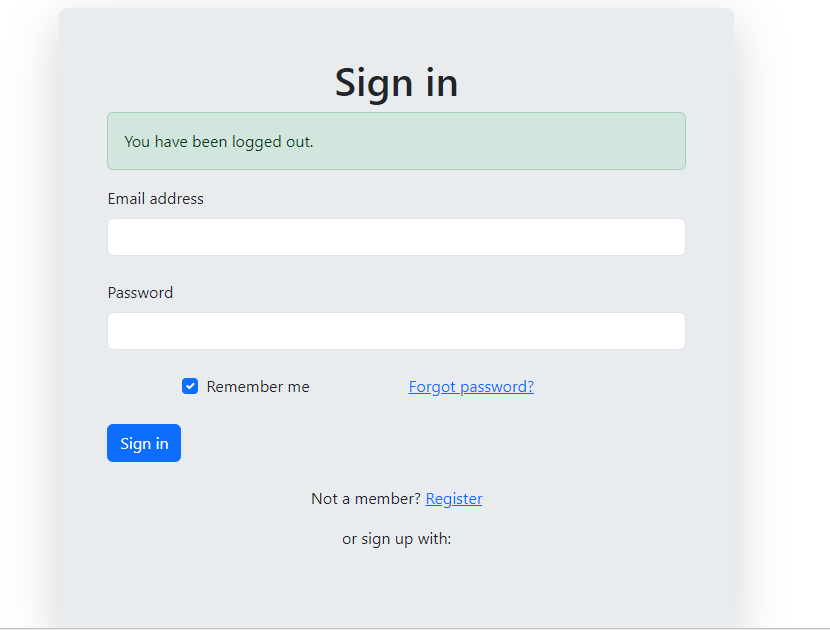 Sign in
You have been logged out.
Email address
Password
Remember me Forgot password?
Sign in
Not a member? Register
or sign up with: